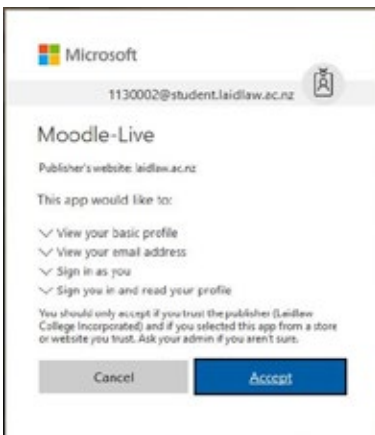 Microsoft
1130002@student.laidlaw.ac.nz
Moodle-Live
Publisher's website: laidlaw.ac.nz
This app would like to:
View your basic profile
View your email address
Sign in as you
Sign you in and read your profile
You should only accept if you trust the publisher (Laidlaw
College Incorporated) and if you selected this app from a store
or website you trust. Ask your admin if you aren't sure.
Cancel
Accept